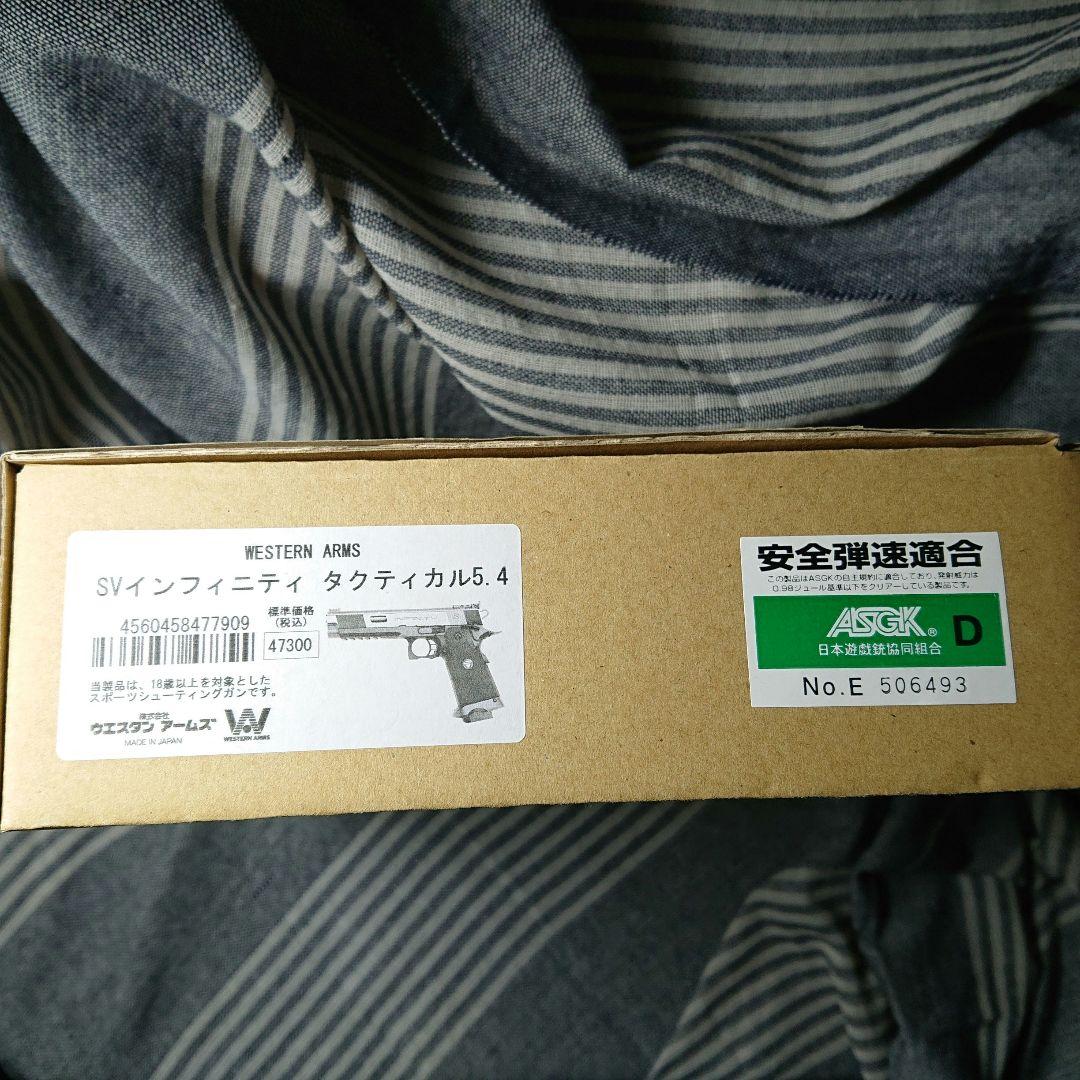 WESTERN ARMS
SVインフィニティ タクティカル5.4
4560458477909
標準価格
(税込)
47300
当製品は、18歳以上を対象とした
スポーツシューティングガンです。
株式会社
ウエスタン アームズ
MADE IN JAPAN
WESTERN ARMS
安全弾速適合
この製品はASGKの自主規約に適合しており、発射威力は
0.98ジュール基準以下をクリアーしている製品です。
ASGK® D
日本遊戯銃協同組合
No.E 506493